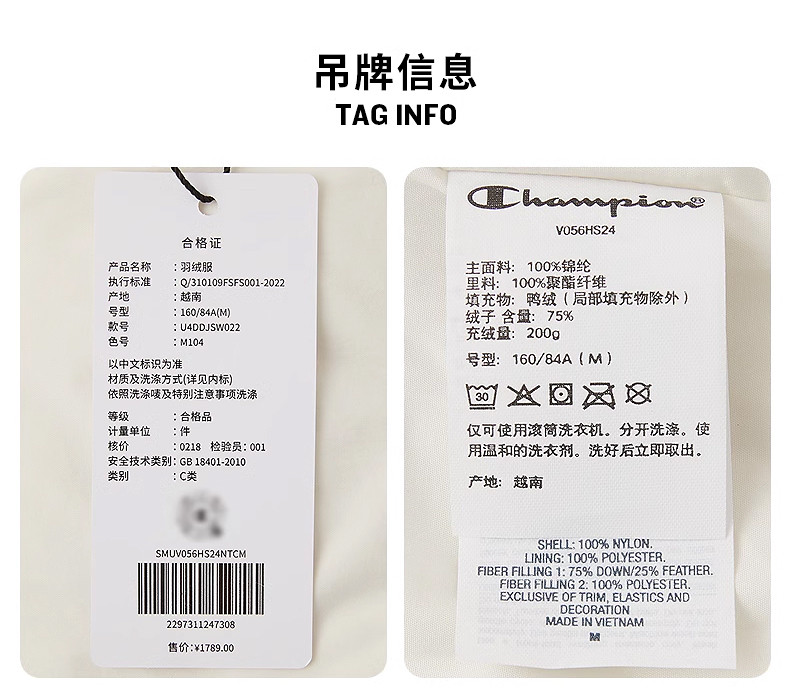 吊牌信息
TAG INFO
合格证
产品名称 ：羽绒服
执行标准 ：Q/310109FSFS001-2022
产地 ：越南
号型 ：160/84A(M)
款号 ：U4DDJSW022
色号 ：M104
以中文标识为准
材质及洗涤方式(详见内标)
依照洗涤唛及特别注意事项洗涤
等级 ：合格品
计量单位 ：件
核价 ：0218 检验员：001
安全技术类别：GB 18401-2010
类别 ：C类
SMUV056HS24NTCM
2297311247308
售价：¥1789.00
Champion®
V056HS24
主面料： 100%锦纶
里料： 100%聚酯纤维
填充物： 鸭绒（局部填充物除外）
绒子 含量： 75%
充绒量： 200g
号型： 160/84A（M）
30
仅可使用滚筒洗衣机。分开洗涤。使
用温和的洗衣剂。洗好后立即取出。
产地： 越南
SHELL: 100% NYLON.
LINING: 100% POLYESTER.
FIBER FILLING 1: 75% DOWN/25% FEATHER.
FIBER FILLING 2: 100% POLYESTER.
EXCLUSIVE OF TRIM, ELASTICS AND
DECORATION
MADE IN VIETNAM
M